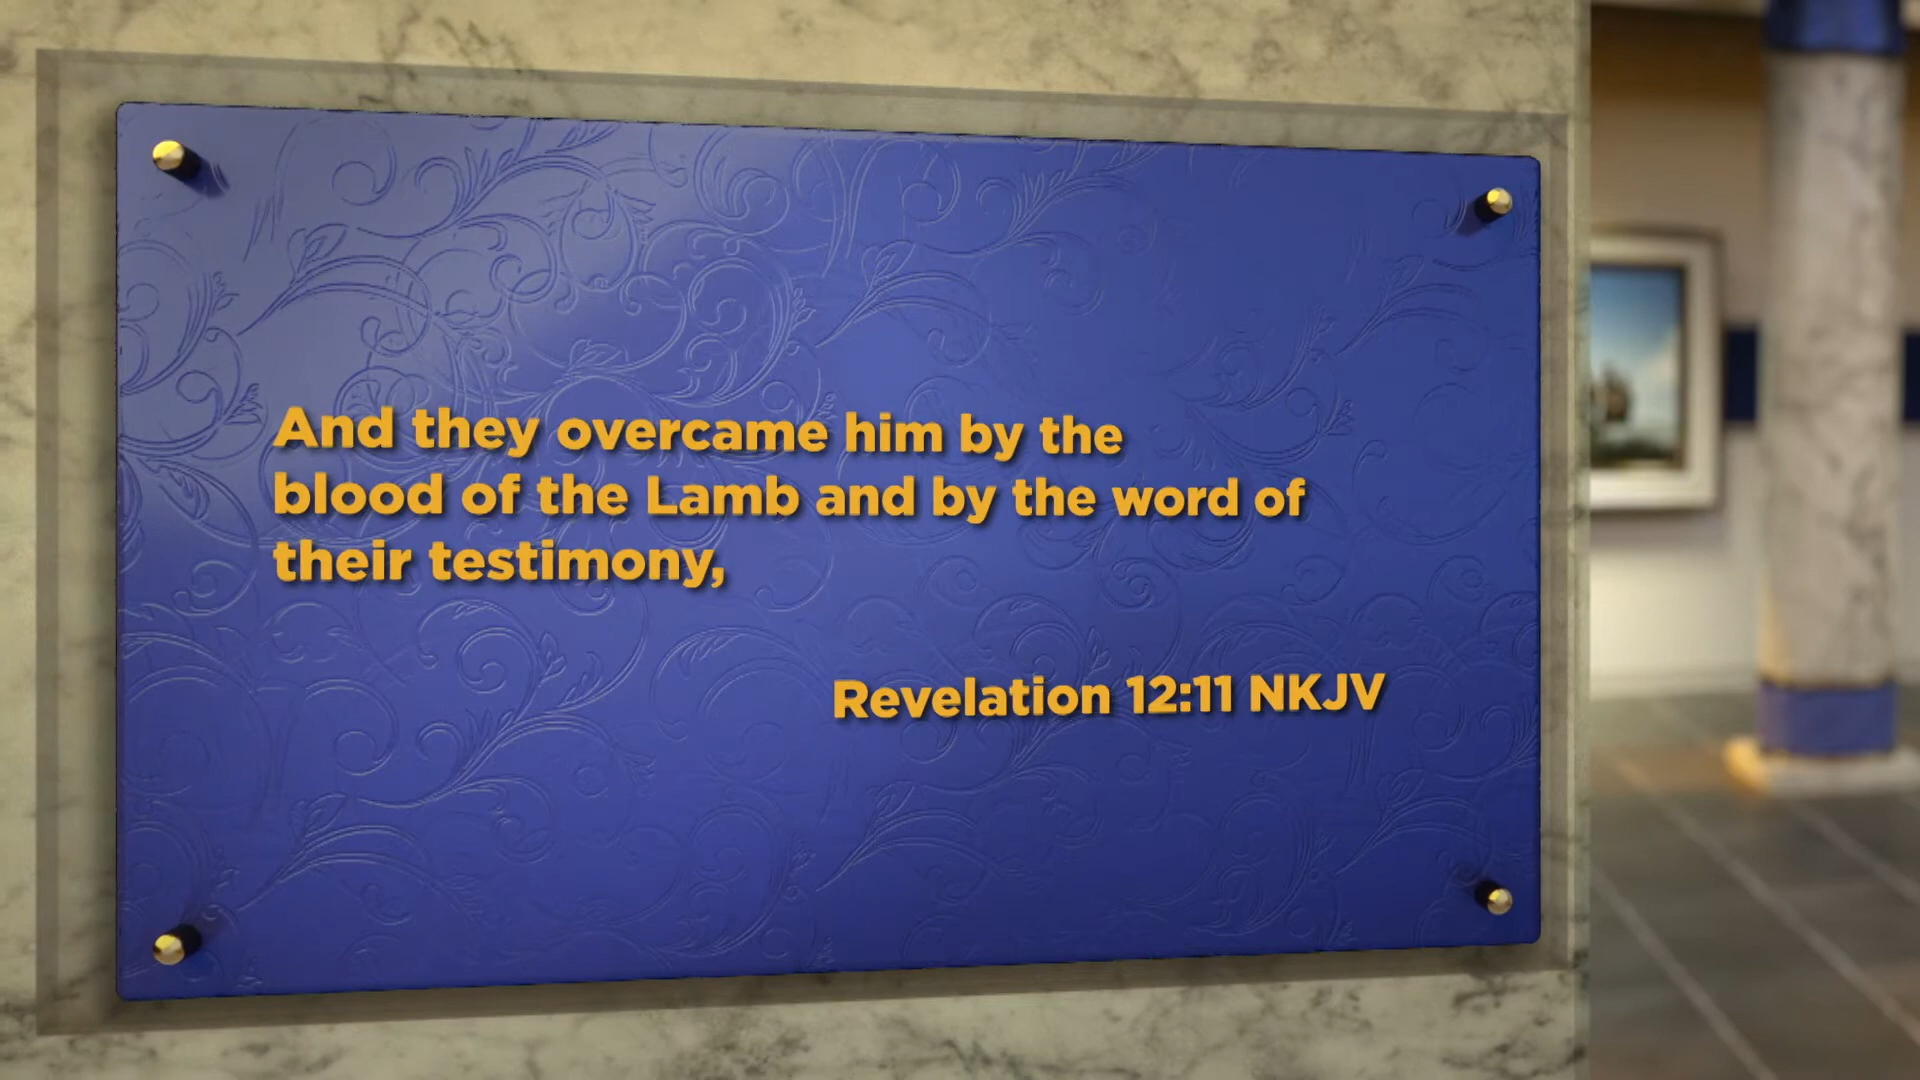 And they overcame him by the
blood of the Lamb and by the word of
their testimony,
Revelation 12:11 NKJV